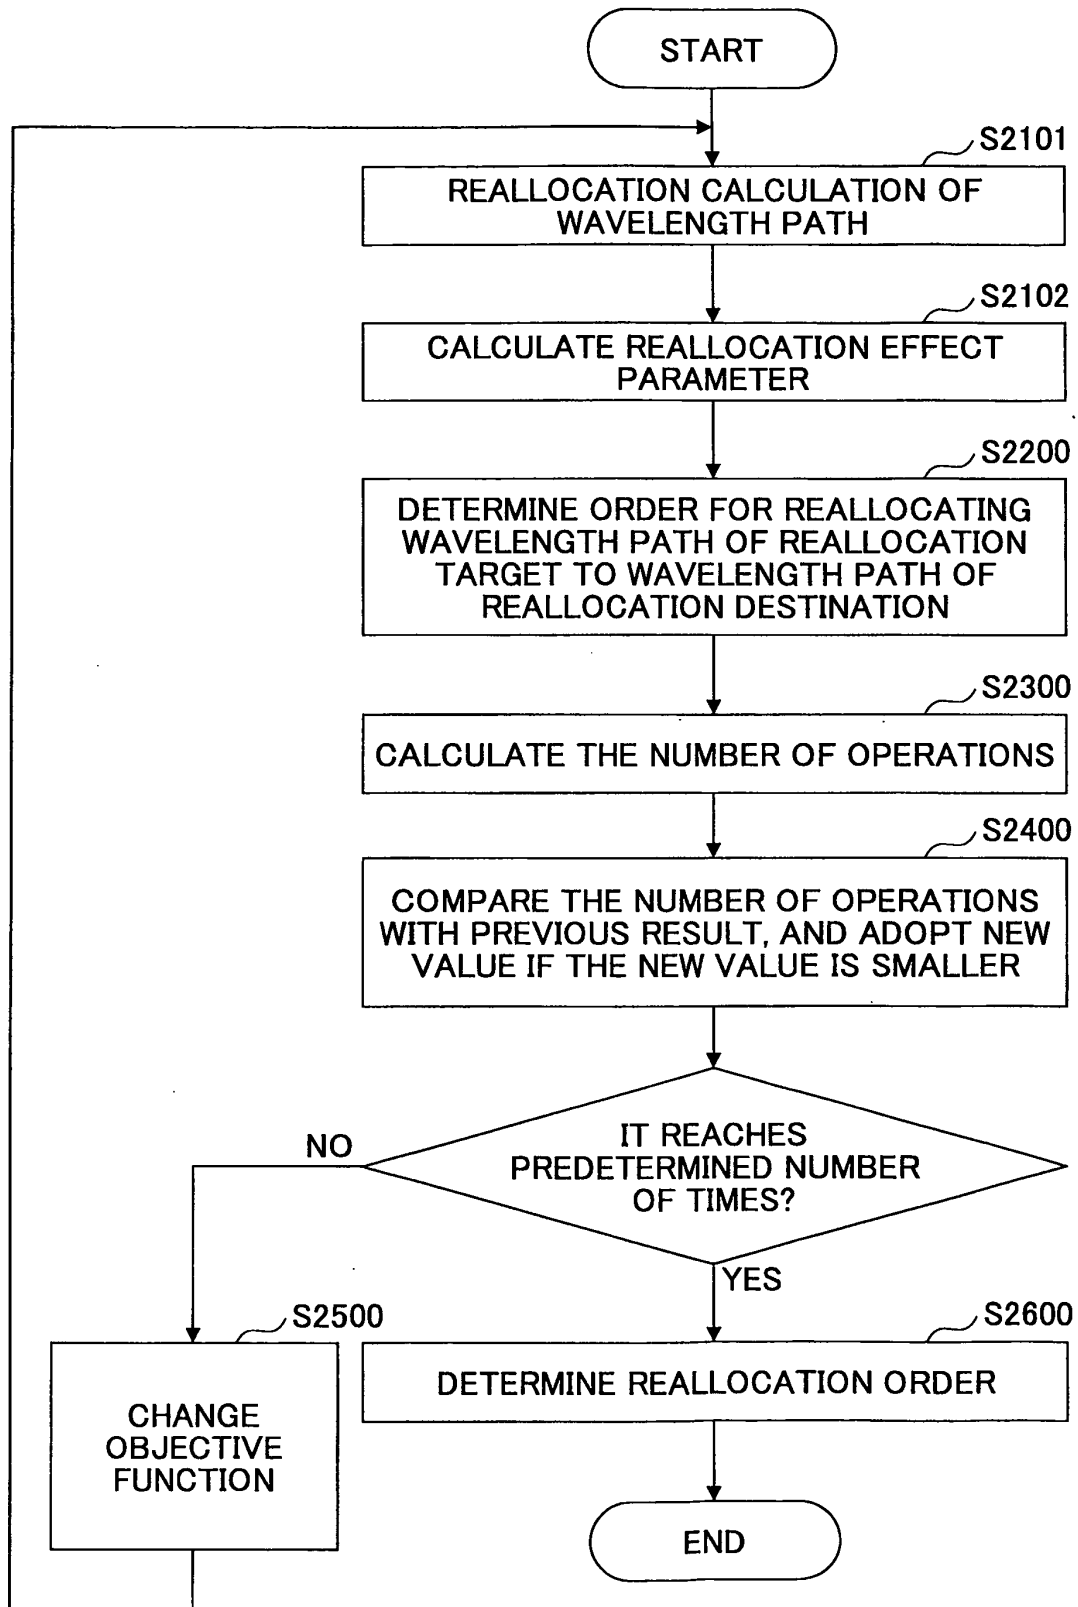 START
S2101
REALLOCATION CALCULATION OF
WAVELENGTH PATH
S2102
CALCULATE REALLOCATION EFFECT
PARAMETER
S2200
DETERMINE ORDER FOR REALLOCATING
WAVELENGTH PATH OF REALLOCATION
TARGET TO WAVELENGTH PATH OF
REALLOCATION DESTINATION
S2300
CALCULATE THE NUMBER OF OPERATIONS
S2400
COMPARE THE NUMBER OF OPERATIONS
WITH PREVIOUS RESULT, AND ADOPT NEW
VALUE IF THE NEW VALUE IS SMALLER
IT REACHES
PREDETERMINED NUMBER
OF TIMES?
NO
YES
S2500
CHANGE
OBJECTIVE
FUNCTION
S2600
DETERMINE REALLOCATION ORDER
END